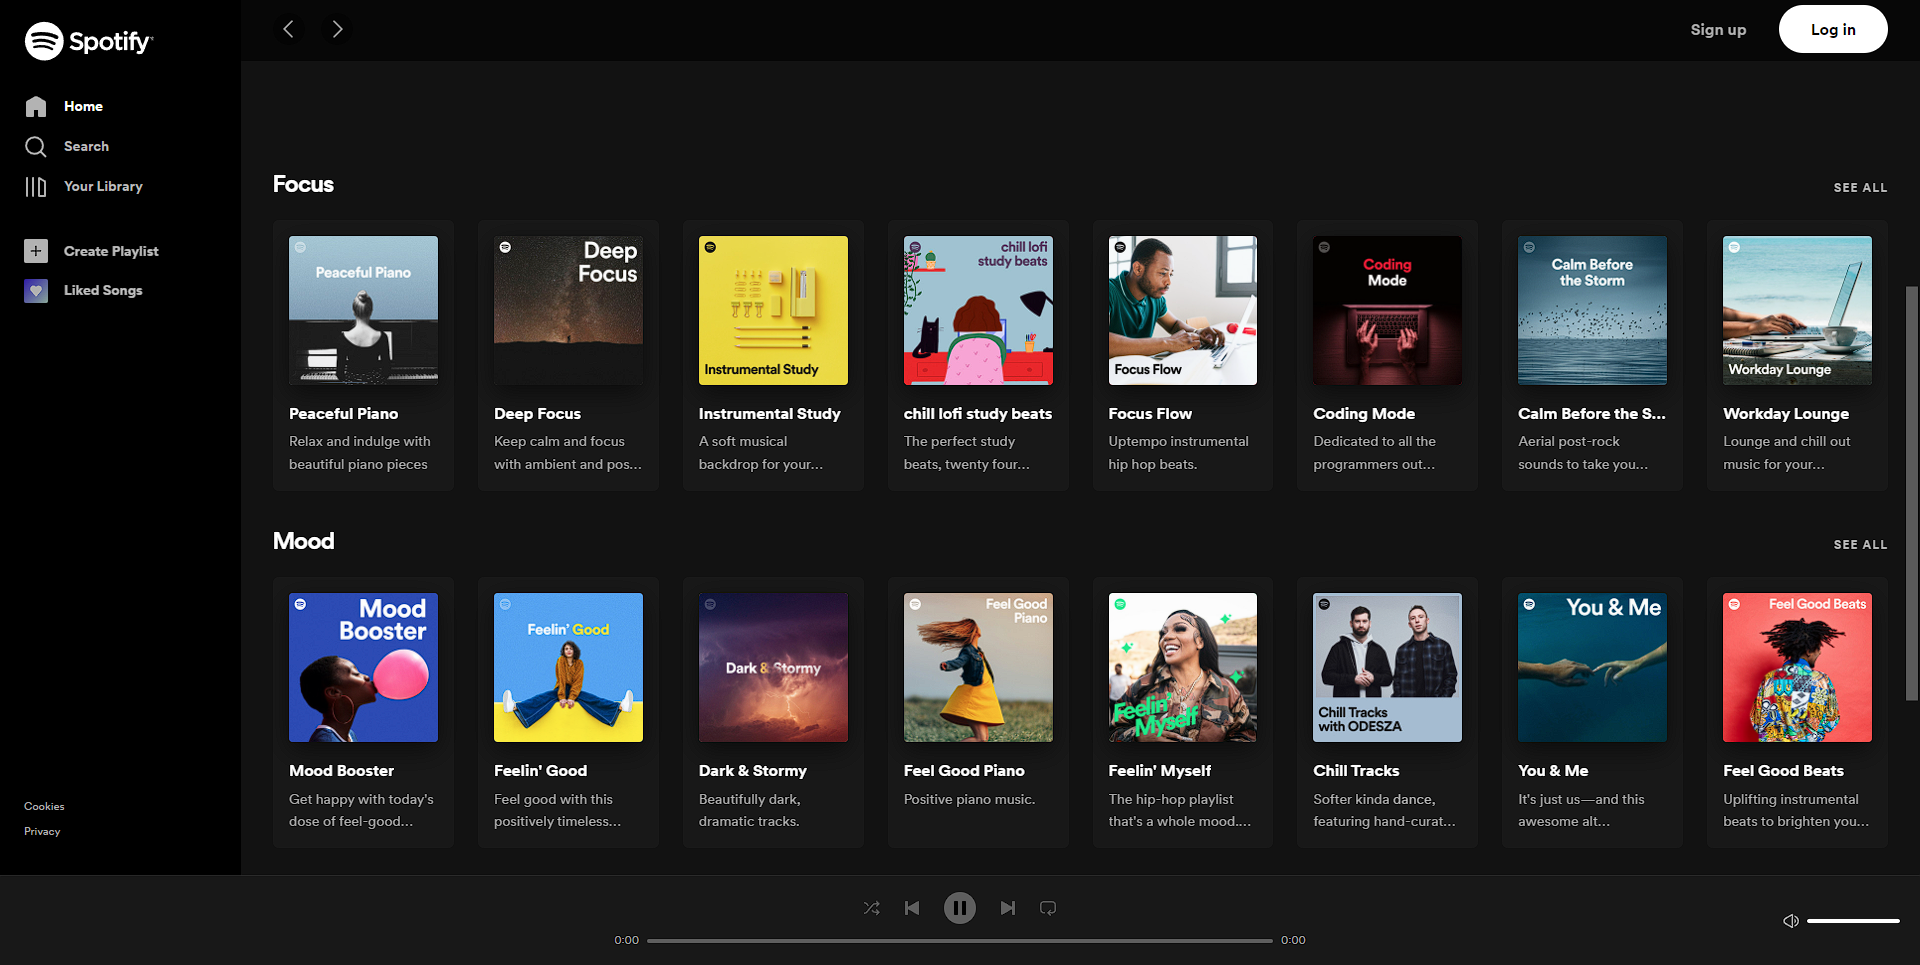 Spotify
Home
Search
Your Library
Create Playlist
Liked Songs
Cookies
Privacy
Sign up
Log in
Focus
SEE ALL
Peaceful Piano
Deep
Focus
Instrumental Study
chill lofi
study beats
Focus Flow
Coding
Mode
Calm Before
the Storm
Workday Lounge
Peaceful Piano
Relax and indulge with
beautiful piano pieces
Deep Focus
Keep calm and focus
with ambient and pos...
Instrumental Study
A soft musical
backdrop for your...
chill lofi study beats
The perfect study
beats, twenty four...
Focus Flow
Uptempo instrumental
hip hop beats.
Coding Mode
Dedicated to all the
programmers out...
Calm Before the S...
Aerial post-rock
sounds to take you...
Workday Lounge
Lounge and chill out
music for your...
Mood
SEE ALL
Mood
Booster
Feelin' Good
Dark & Stormy
Feel Good
Piano
Feelin'
Myself
Chill Tracks
with ODESZA
You & Me
Feel Good Beats
Mood Booster
Get happy with today's
dose of feel-good...
Feelin' Good
Feel good with this
positively timeless...
Dark & Stormy
Beautifully dark,
dramatic tracks.
Feel Good Piano
Positive piano music.
Feelin' Myself
The hip-hop playlist
that's a whole mood....
Chill Tracks
Softer kinda dance,
featuring hand-curat...
You & Me
It's just us—and this
awesome alt...
Feel Good Beats
Uplifting instrumental
beats to brighten you...
0:00
0:00